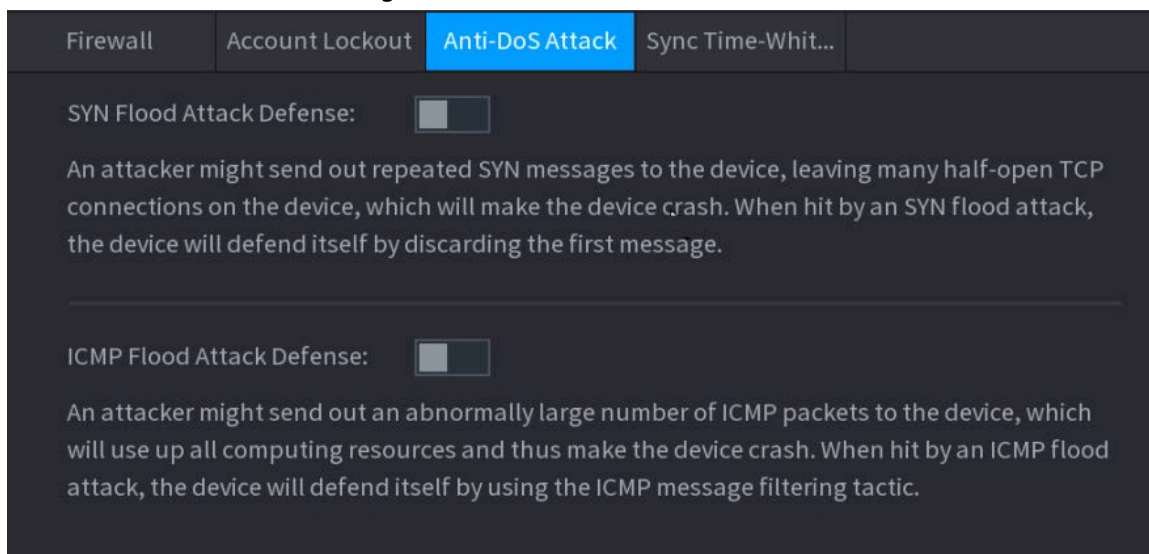 Firewall Account Lockout Anti-DoS Attack Sync Time-Whit...
SYN Flood Attack Defense:
An attacker might send out repeated SYN messages to the device, leaving many half-open TCP
connections on the device, which will make the device crash. When hit by an SYN flood attack,
the device will defend itself by discarding the first message.
ICMP Flood Attack Defense:
An attacker might send out an abnormally large number of ICMP packets to the device, which
will use up all computing resources and thus make the device crash. When hit by an ICMP flood
attack, the device will defend itself by using the ICMP message filtering tactic.